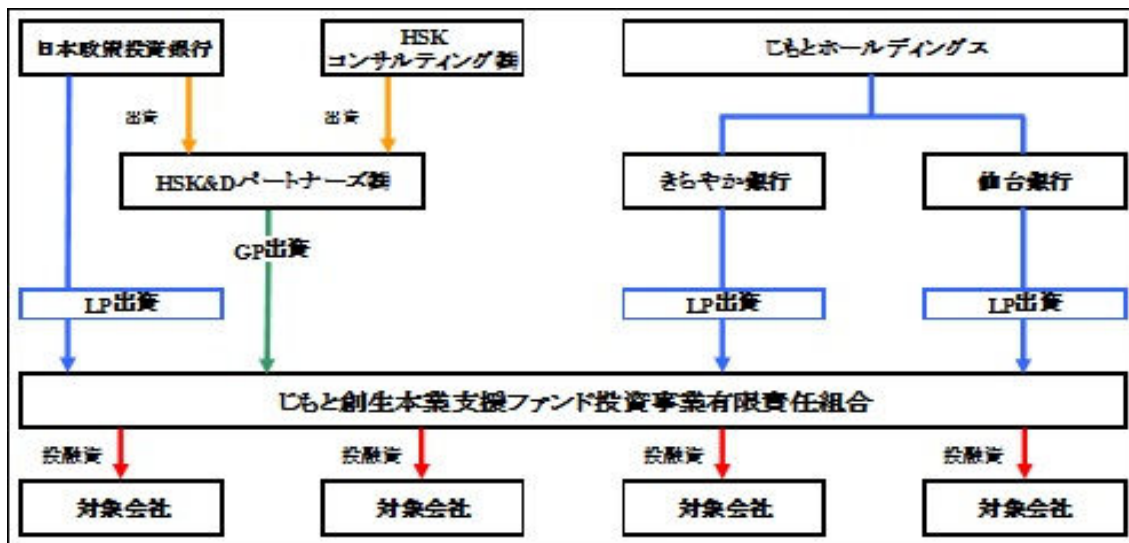 日本政策投資銀行
HSK
コンサルティング㈱
じもとホールディングス
出資
出資
HSK&Dパートナーズ㈱
きらやか銀行
仙台銀行
GP出資
LP出資
LP出資
LP出資
じもと創生本業支援ファンド投資事業有限責任組合
投融資
投融資
投融資
投融資
対象会社
対象会社
対象会社
対象会社